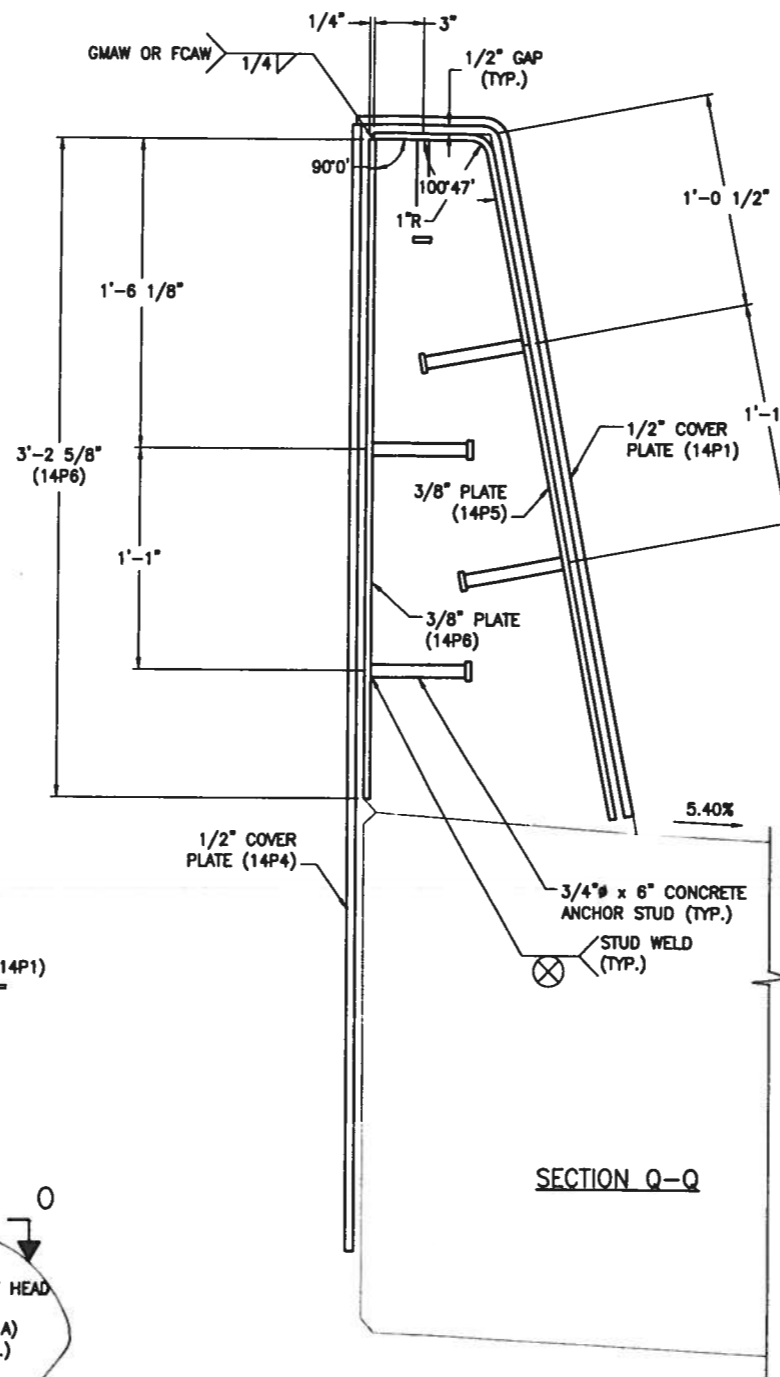 1/4"
3"
GMAW OR FCAW
1/4
1/2" GAP
(TYP.)
90°0'
100°47'
1"R
1'-0 1/2"
1'-6 1/8"
1'-1
3'-2 5/8"
(14P6)
1/2" COVER
PLATE (14P1)
3/8" PLATE
(14P5)
1'-1"
3/8" PLATE
(14P6)
5.40%
1/2" COVER
PLATE (14P4)
3/4"ø x 6" CONCRETE
ANCHOR STUD (TYP.)
STUD WELD
(TYP.)
14P1)
SECTION Q-Q
O
HEAD
A)
.)